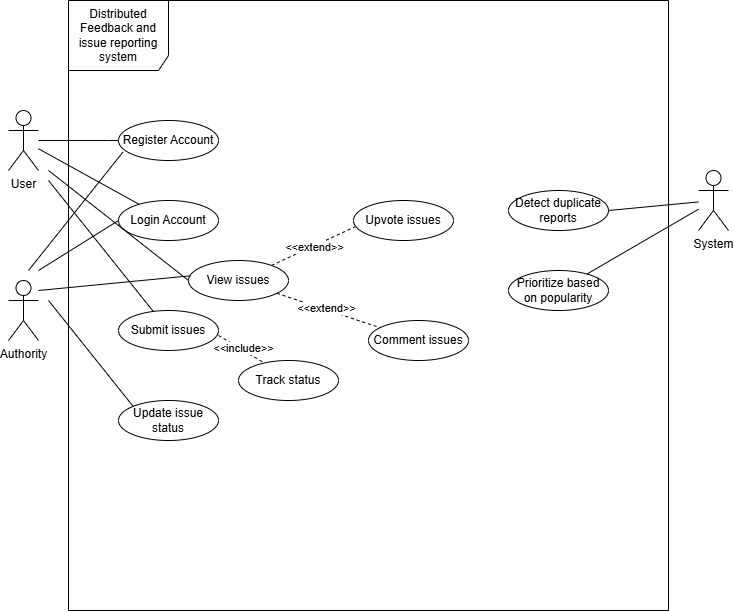 Distributed
Feedback and
issue reporting
system
Register Account
User
Login Account
Upvote issues
Detect duplicate
reports
System
<<extend>>
View issues
Prioritize based
on popularity
<<extend>>
Authority
Submit issues
Comment issues
<<include>>
Track status
Update issue
status